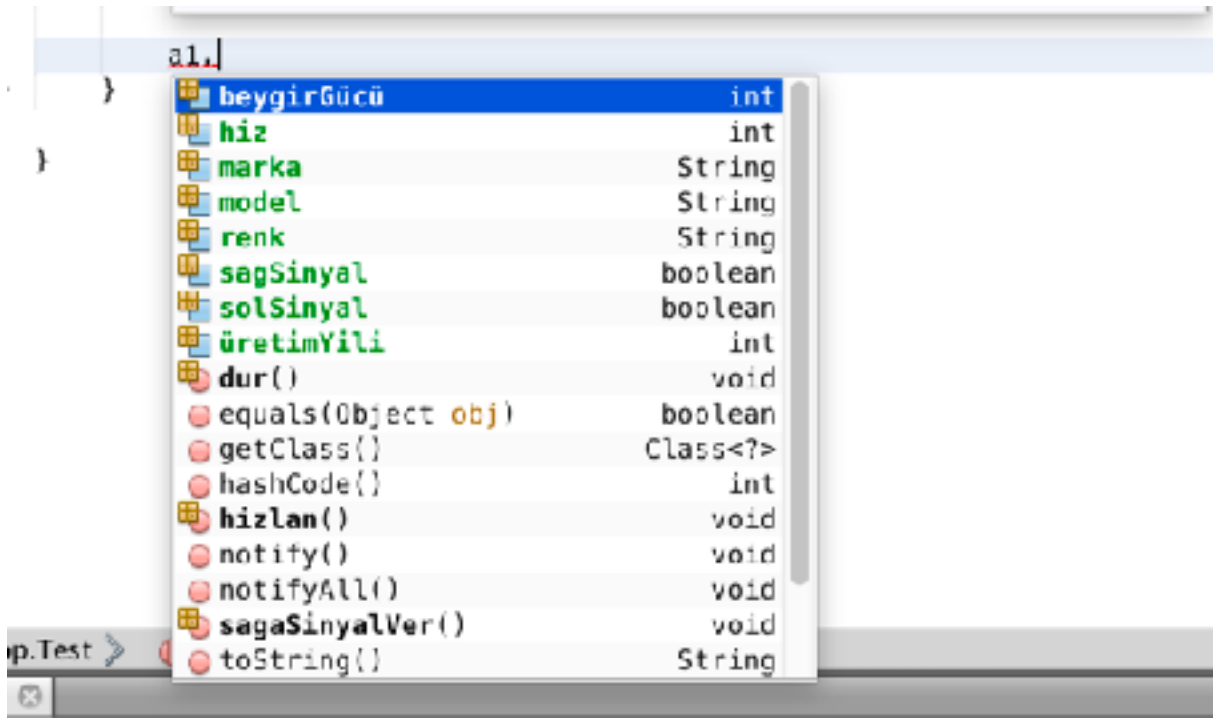 a1.
}
beygirGücü int
hiz int
} marka String
model String
renk String
sagSinyal boolean
solSinyal boolean
üretimYili int
dur() void
equals(Object obj) boolean
getClass() Class<?>
hashCode() int
hizlan() void
notify() void
notifyAll() void
sagaSinyalVer() void
op.Test
toString() String